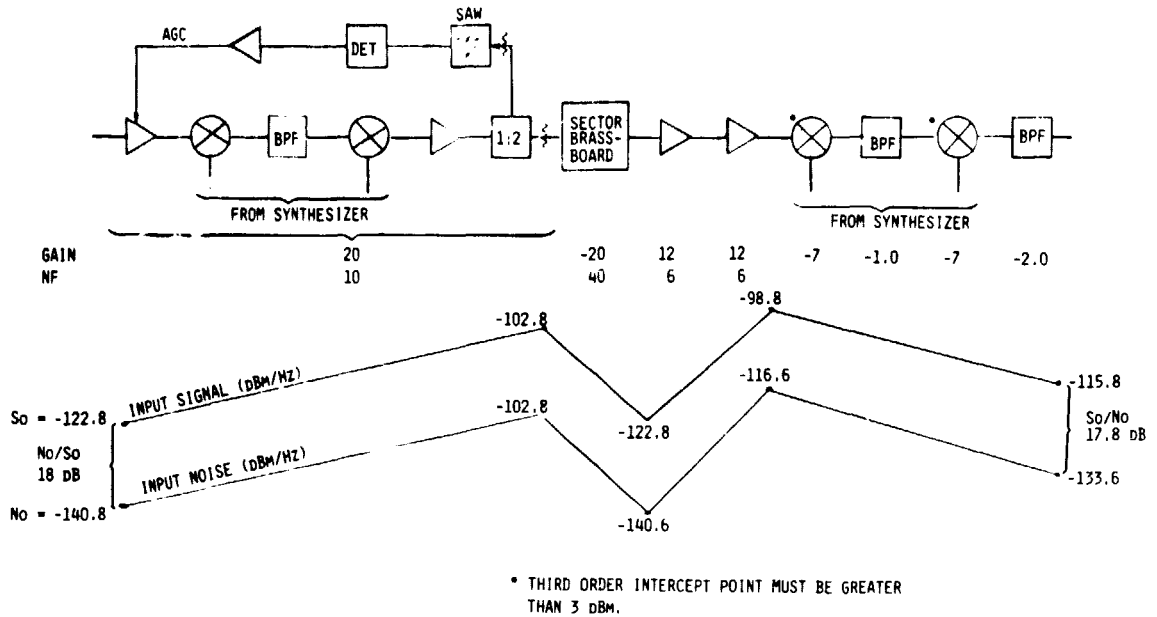 SAW
AGC
DET
BPF
1:2
SECTOR
BRASS-
BOARD
BPF
BPF
FROM SYNTHESIZER
FROM SYNTHESIZER
GAIN 20 -20 12 12 -7 -1.0 -7 -2.0
NF 10 40 6 6
-98.8
-102.8
-116.6
-115.8
INPUT SIGNAL (DBM/HZ)
-102.8
So/No
17.8 DB
So = -122.8
-122.8
No/So
18 DB
INPUT NOISE (DBM/HZ)
-133.6
No = -140.8
-140.6
• THIRD ORDER INTERCEPT POINT MUST BE GREATER
THAN 3 DBM.